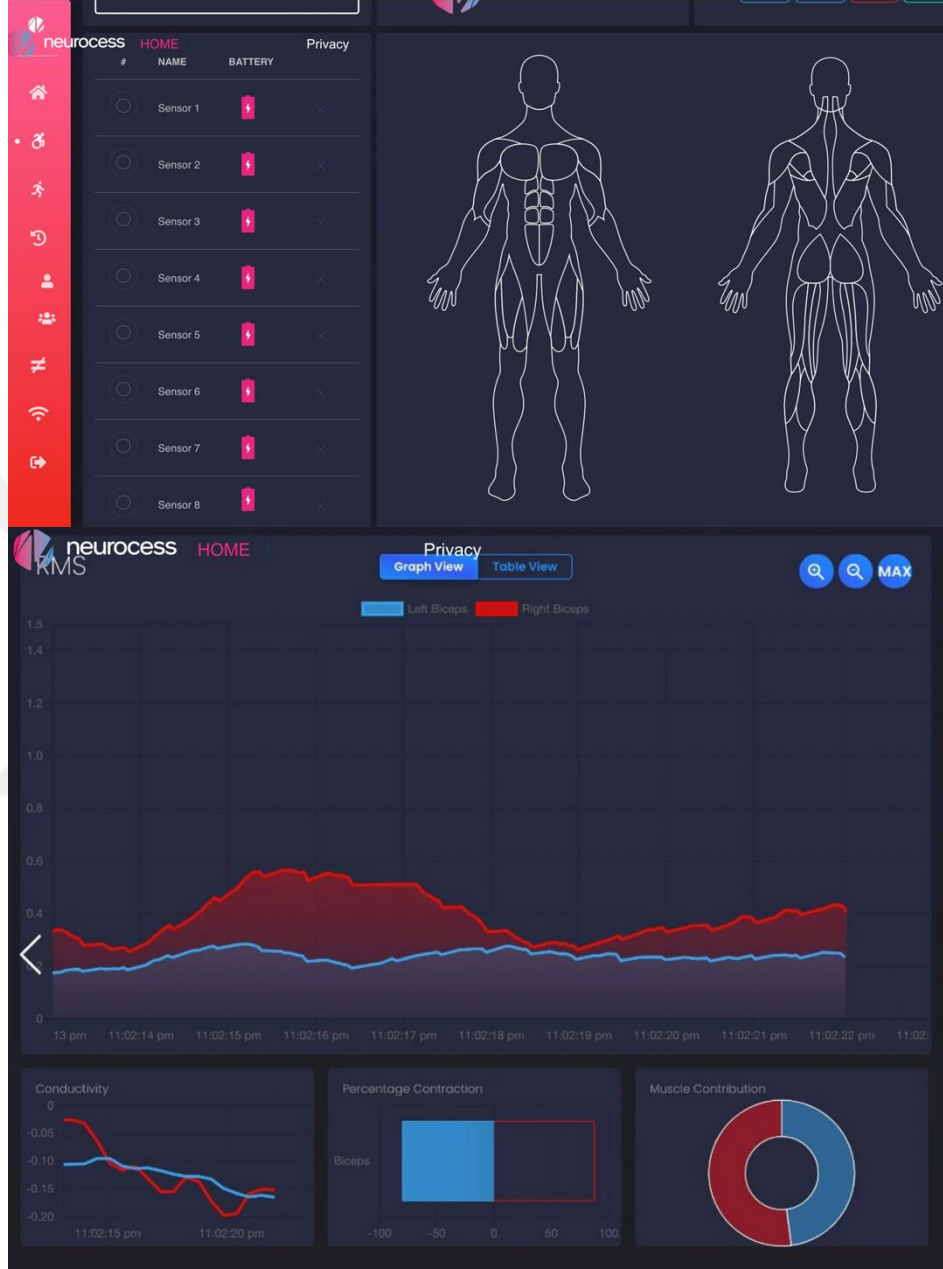 neurocess HOME Privacy
# NAME BATTERY
Sensor 1
Sensor 2
Sensor 3
Sensor 4
Sensor 5
Sensor 6
Sensor 7
Sensor 8
neurocess HOME Privacy
RMS
Graph View Table View
MAX
Left Biceps Right Biceps
1.5
1.4
1.2
1.0
0.8
0.6
0.4
0.2
0
13 pm 11:02:14 pm 11:02:15 pm 11:02:16 pm 11:02:17 pm 11:02:18 pm 11:02:19 pm 11:02:20 pm 11:02:21 pm 11:02:22 pm 11:02:
Conductivity
0
-0.05
-0.10
-0.15
-0.20
11:02:15 pm 11:02:20 pm
Percentage Contraction
Biceps
-100 -50 0 50 100
Muscle Contribution